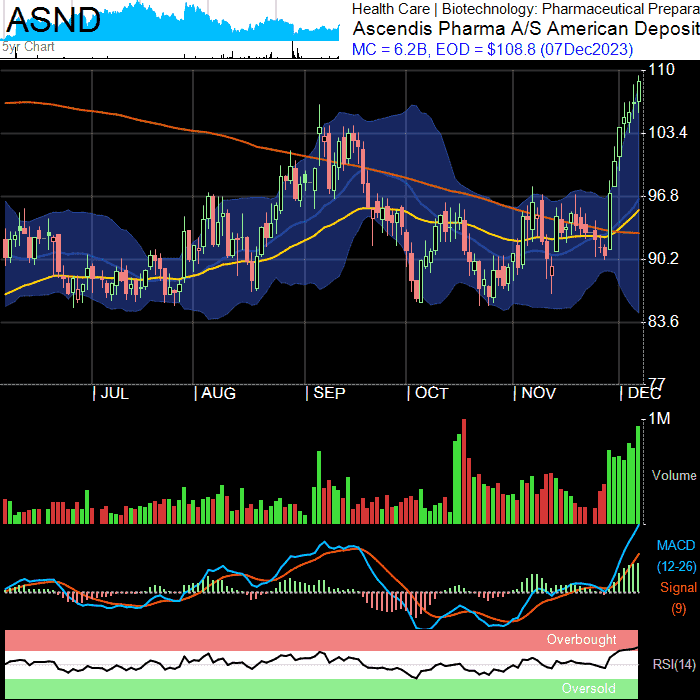 ASND
5yr Chart
Health Care | Biotechnology: Pharmaceutical Prepara
Ascendis Pharma A/S American Deposit
MC = 6.2B, EOD = $108.8 (07Dec2023)
110
103.4
96.8
90.2
83.6
77
| JUL | AUG | SEP | OCT | NOV | DEC
1M
Volume
MACD
(12-26)
Signal
(9)
Overbought
RSI(14)
Oversold